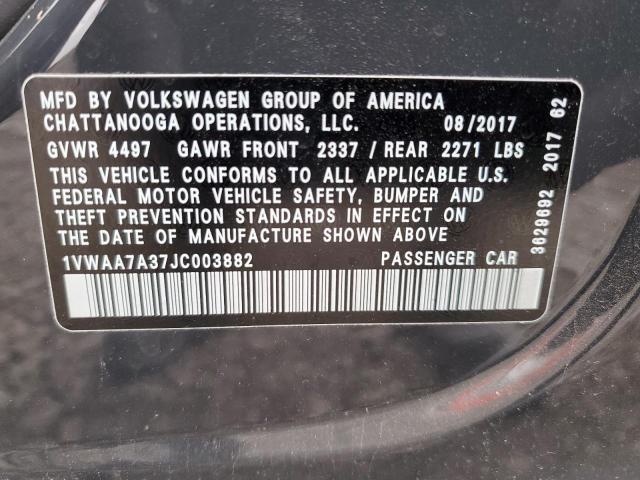 MFD BY VOLKSWAGEN GROUP OF AMERICA
CHATTANOOGA OPERATIONS, LLC. 08/2017
GVWR 4497 GAWR FRONT 2337 / REAR 2271 LBS
THIS VEHICLE CONFORMS TO ALL APPLICABLE U.S.
FEDERAL MOTOR VEHICLE SAFETY, BUMPER AND
THEFT PREVENTION STANDARDS IN EFFECT ON
THE DATE OF MANUFACTURE SHOWN ABOVE
1VWAA7A37JC003882 PASSENGER CAR
3629692 2017 62